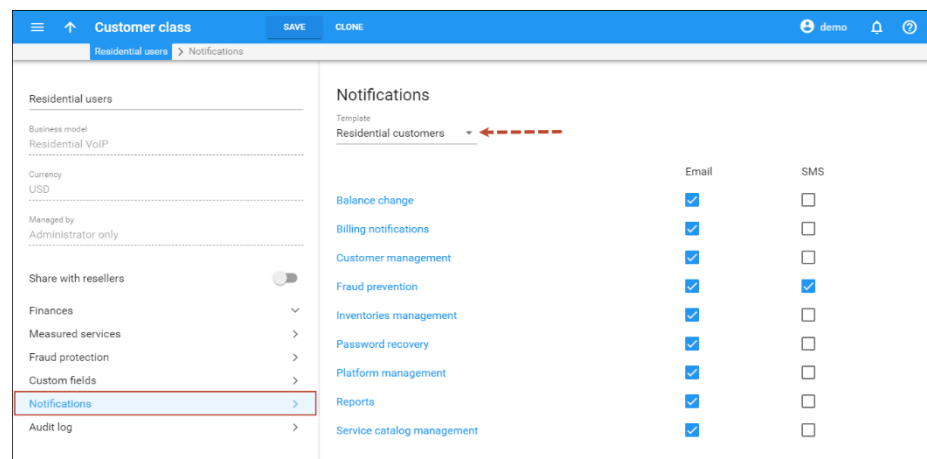 Customer class SAVE CLONE demo
Residential users > Notifications
Residential users
Business model
Residential VoIP
Currency
USD
Managed by
Administrator only
Share with resellers
Finances
Measured services
Fraud protection
Custom fields
Notifications
Audit log
Notifications
Template
Residential customers
Email SMS
Balance change
Billing notifications
Customer management
Fraud prevention
Inventories management
Password recovery
Platform management
Reports
Service catalog management